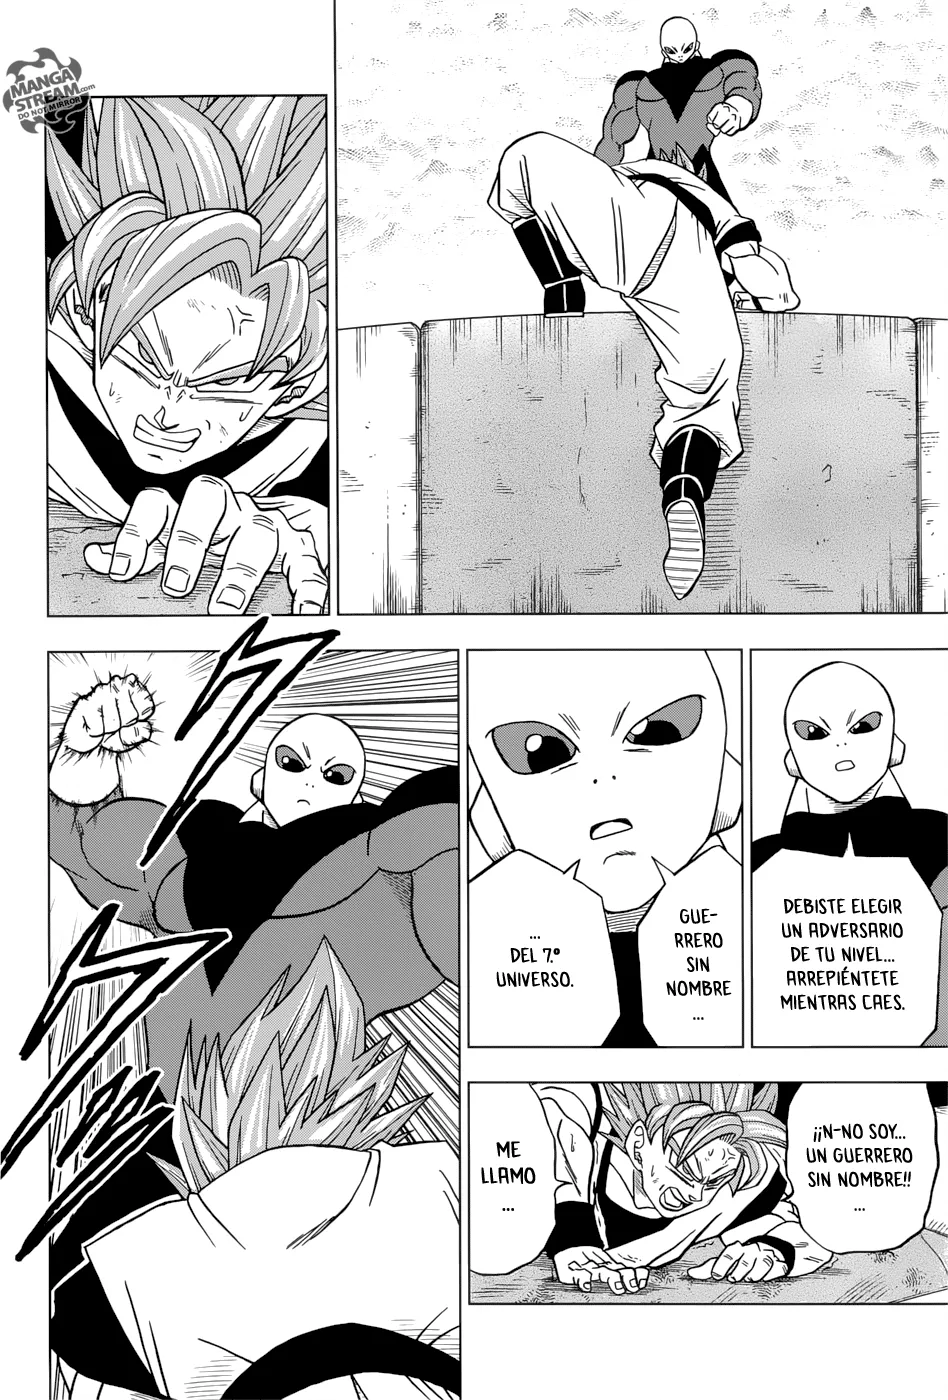 MANGA
STREAM.com
DO NOT MIRROR
DEBISTE ELEGIR
UN ADVERSARIO
DE TU NIVEL...
ARREPIÉNTETE
MIENTRAS CAES.
GUE-
RRERO
SIN
NOMBRE
...
...
DEL 7.º
UNIVERSO.
¡¡N-NO SOY...
UN GUERRERO
SIN NOMBRE!!
...
ME
LLAMO
...